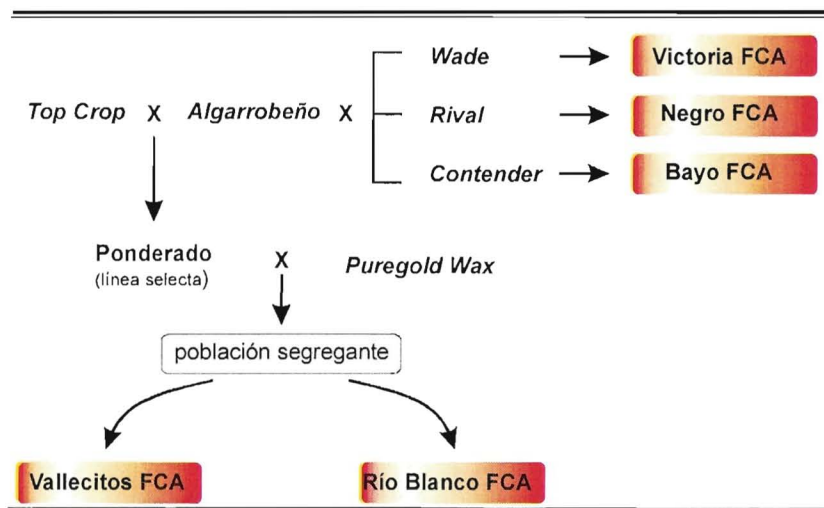 Wade Victoria FCA
Top Crop X Algarrobeño X Rival Negro FCA
Contender Bayo FCA
Ponderado X Puregold Wax
(línea selecta)
población segregante
Vallecitos FCA Río Blanco FCA